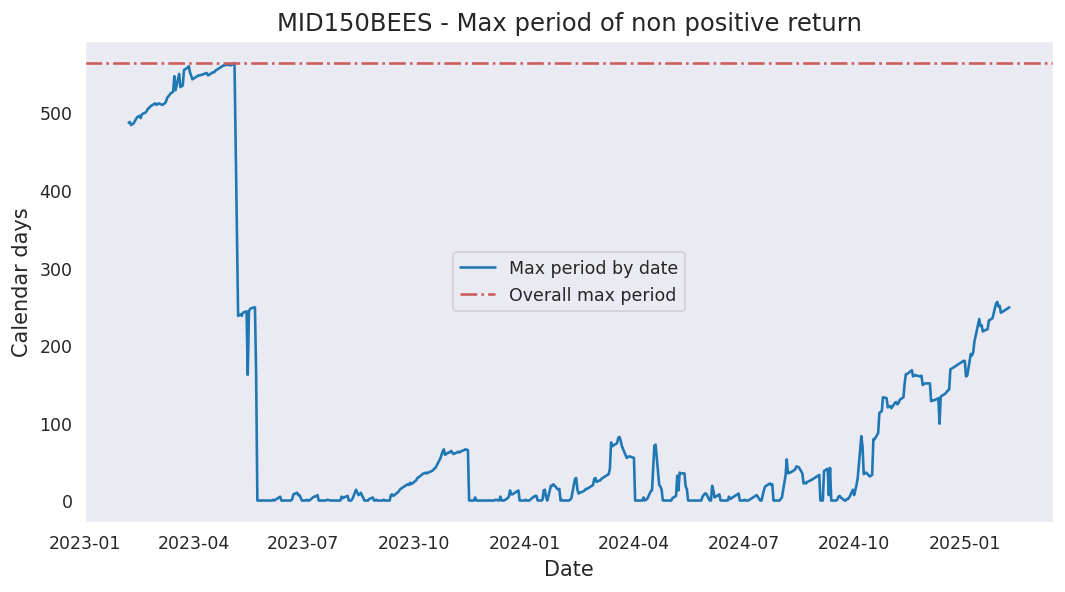 MID150BEES - Max period of non positive return
Calendar days
500
400
300
200
100
0
Max period by date
Overall max period
2023-01 2023-04 2023-07 2023-10 2024-01 2024-04 2024-07 2024-10 2025-01
Date